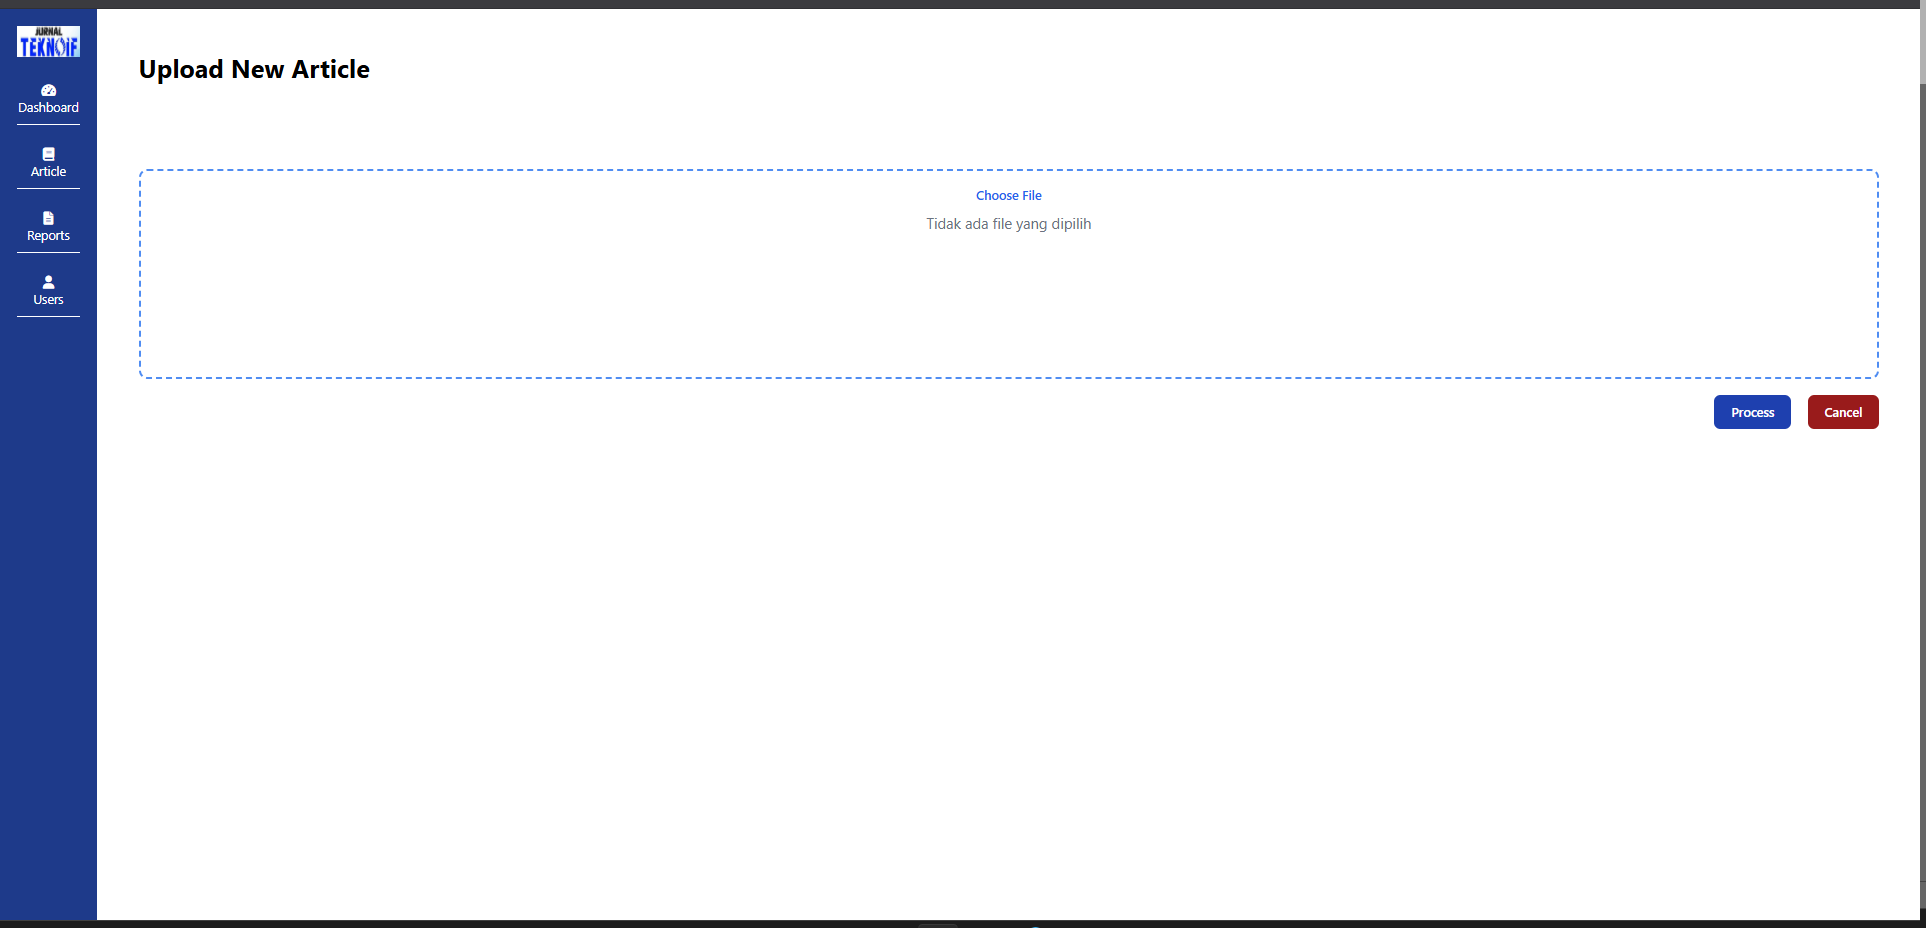 JURNAL
TEKNOIF
Dashboard
Article
Reports
Users
Upload New Article
Choose File
Tidak ada file yang dipilih
Process
Cancel